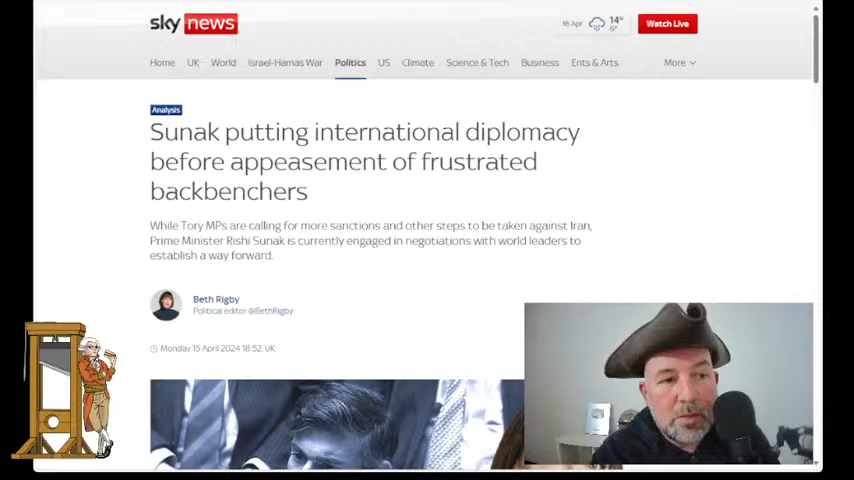 sky news
16 Apr
14°
6°
Watch Live
Home UK World Israel-Hamas War Politics US Climate Science & Tech Business Ents & Arts More
Analysis
Sunak putting international diplomacy
before appeasement of frustrated
backbenchers
While Tory MPs are calling for more sanctions and other steps to be taken against Iran,
Prime Minister Rishi Sunak is currently engaged in negotiations with world leaders to
establish a way forward.
Beth Rigby
Political editor @BethRigby
Monday 15 April 2024 18:52, UK